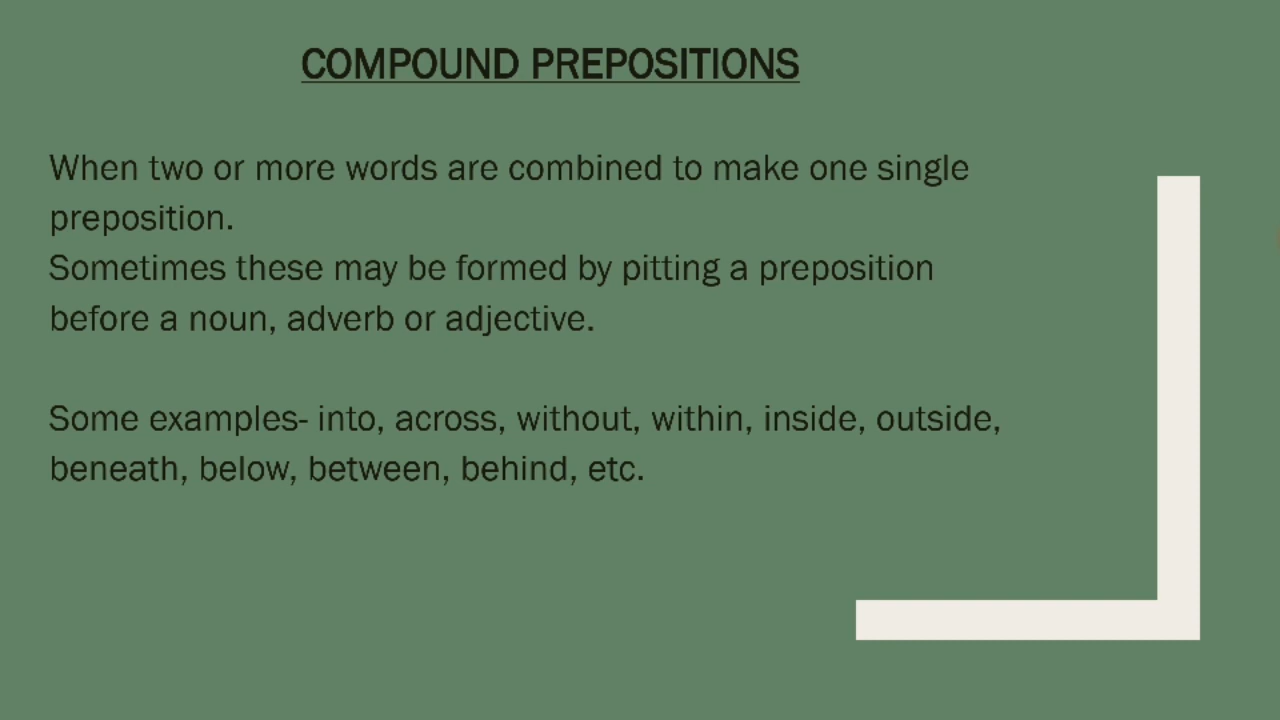 COMPOUND PREPOSITIONS
When two or more words are combined to make one single
preposition.
Sometimes these may be formed by pitting a preposition
before a noun, adverb or adjective.
Some examples- into, across, without, within, inside, outside,
beneath, below, between, behind, etc.